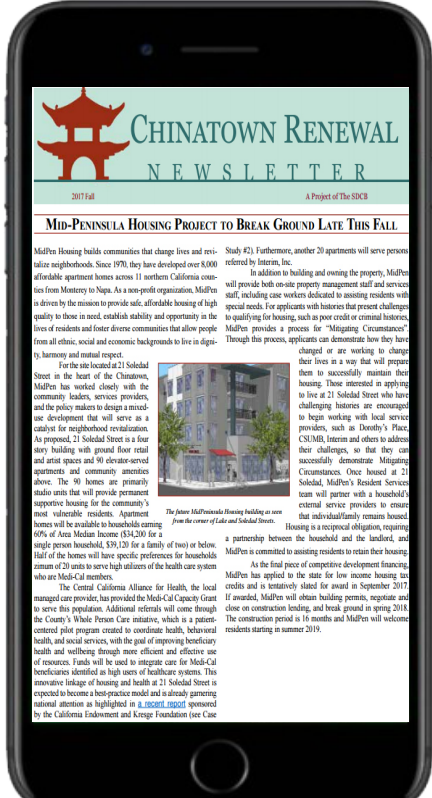 CHINATOWN RENEWAL
NEWSLETTER
2017 Fall
A Project of The SDCB
MID-PENINSULA HOUSING PROJECT TO BREAK GROUND LATE THIS FALL
MidPen Housing builds communities that change lives and revi-
talize neighborhoods. Since 1970, they have developed over 8,000
affordable apartment homes across 11 northern California coun-
ties from Monterey to Napa. As a non-profit organization, MidPen
is driven by the mission to provide safe, affordable housing of high
quality to those in need, establish stability and opportunity in the
lives of residents and foster diverse communities that allow people
from all ethnic, social and economic backgrounds to live in digni-
ty, harmony and mutual respect.
For the site located at 21 Soledad
Street in the heart of the Chinatown,
MidPen has worked closely with the
community leaders, services providers,
and the policy makers to design a mixed-
use development that will serve as a
catalyst for neighborhood revitalization.
As proposed, 21 Soledad Street is a four
story building with ground floor retail
and artist spaces and 90 elevator-served
apartments and community amenities
above. The 90 homes are primarily
studio units that will provide permanent
supportive housing for the community's
most vulnerable residents. Apartment
homes will be available to households earning
60% of Area Median Income ($34,200 for a
single person household, $39,120 for a family of two) or below.
Half of the homes will have specific preferences for households
zimum of 20 units to serve high utilizers of the health care system
who are Medi-Cal members.
The Central California Alliance for Health, the local
managed care provider, has provided the Medi-Cal Capacity Grant
to serve this population. Additional referrals will come through
the County's Whole Person Care initiative, which is a patient-
centered pilot program created to coordinate health, behavioral
health, and social services, with the goal of improving beneficiary
health and wellbeing through more efficient and effective use
of resources. Funds will be used to integrate care for Medi-Cal
beneficiaries identified as high users of healthcare systems. This
innovative linkage of housing and health at 21 Soledad Street is
expected to become a best-practice model and is already garnering
national attention as highlighted in a recent report sponsored
by the California Endowment and Kresge Foundation (see Case
The future MidPeninsula Housing building as seen
from the corner of Lake and Soledad Streets.
Study #2). Furthermore, another 20 apartments will serve persons
referred by Interim, Inc.
In addition to building and owning the property, MidPen
will provide both on-site property management staff and services
staff, including case workers dedicated to assisting residents with
special needs. For applicants with histories that present challenges
to qualifying for housing, such as poor credit or criminal histories,
MidPen provides a process for "Mitigating Circumstances".
Through this process, applicants can demonstrate how they have
changed or are working to change
their lives in a way that will prepare
them to successfully maintain their
housing. Those interested in applying
to live at 21 Soledad Street who have
challenging histories are encouraged
to begin working with local service
providers, such as Dorothy's Place,
CSUMB, Interim and others to address
their challenges, so that they can
successfully demonstrate Mitigating
Circumstances. Once housed at 21
Soledad, MidPen's Resident Services
team will partner with a household's
external service providers to ensure
that individual/family remains housed.
Housing is a reciprocal obligation, requiring
a partnership between the household and the landlord, and
MidPen is committed to assisting residents to retain their housing.
As the final piece of competitive development financing,
MidPen has applied to the state for low income housing tax
credits and is tentatively slated for award in September 2017.
If awarded, MidPen will obtain building permits, negotiate and
close on construction lending, and break ground in spring 2018.
The construction period is 16 months and MidPen will welcome
residents starting in summer 2019.